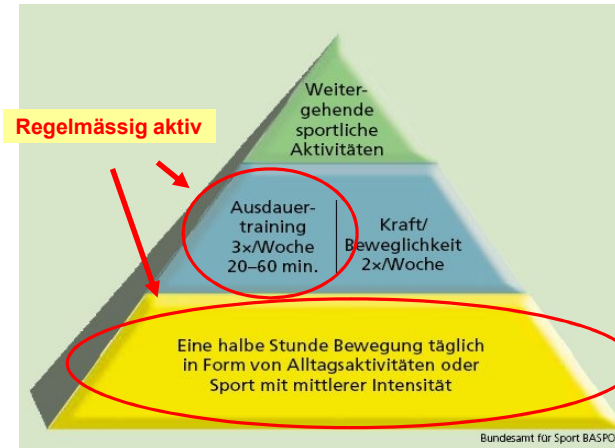 Weiter-
gehende
sportliche
Aktivitäten
Regelmässig aktiv
Ausdauer-
training
3×/Woche
20–60 min.
Kraft/
Beweglichkeit
2×/Woche
Eine halbe Stunde Bewegung täglich
in Form von Alltagsaktivitäten oder
Sport mit mittlerer Intensität
Bundesamt für Sport BASPO